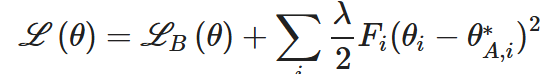 ℒ(θ) = ℒ_B(θ) + ∑_i λ/2 F_i(θ_i − θ*_{A,i})²